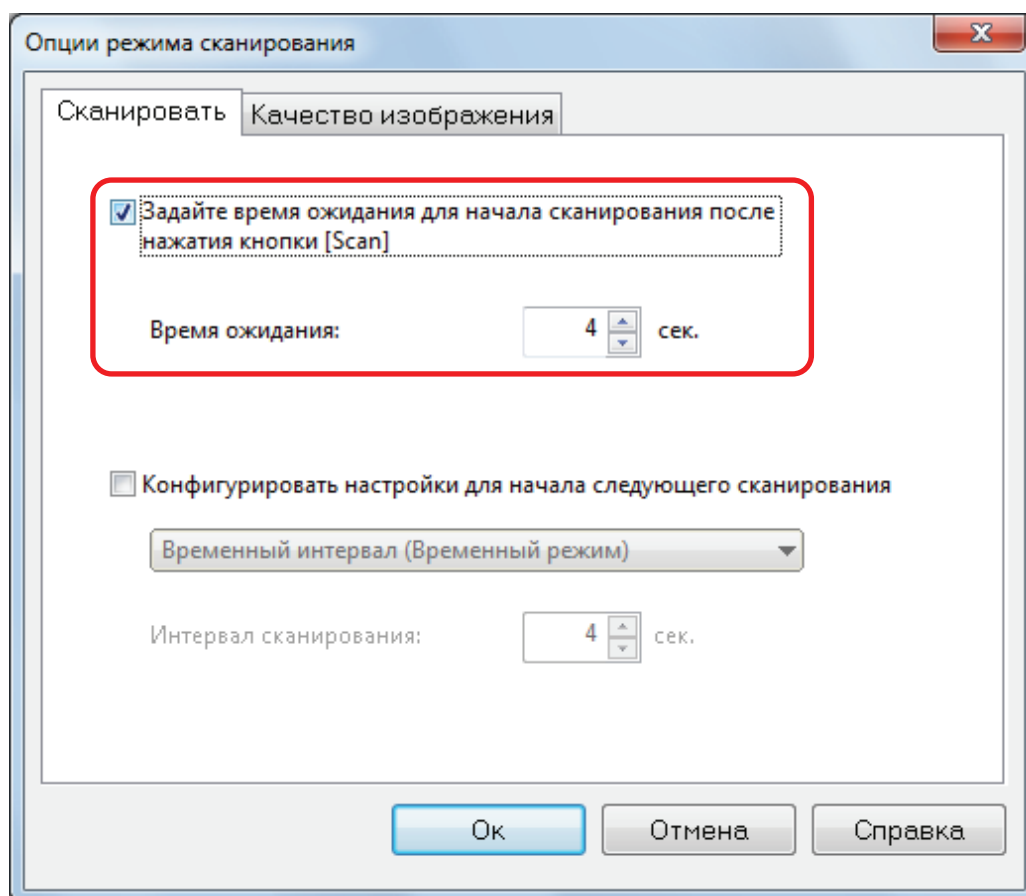 Опции режима сканирования
Сканировать
Качество изображения
Задайте время ожидания для начала сканирования после
нажатия кнопки [Scan]
Время ожидания: 4 сек.
Конфигурировать настройки для начала следующего сканирования
Временный интервал (Временный режим)
Интервал сканирования: 4 сек.
Ок Отмена Справка